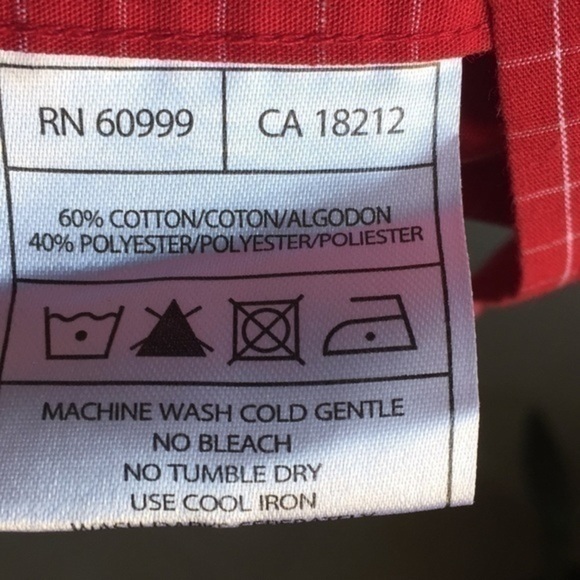 RN 60999 CA 18212
60% COTTON/COTON/ALGODON
40% POLYESTER/POLYESTER/POLIESTER
MACHINE WASH COLD GENTLE
NO BLEACH
NO TUMBLE DRY
USE COOL IRON